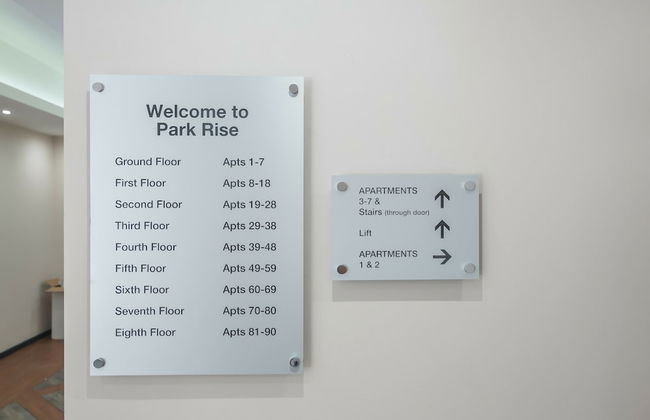 Welcome to
Park Rise
Ground Floor Apts 1-7
First Floor Apts 8-18
Second Floor Apts 19-28
Third Floor Apts 29-38
Fourth Floor Apts 39-48
Fifth Floor Apts 49-59
Sixth Floor Apts 60-69
Seventh Floor Apts 70-80
Eighth Floor Apts 81-90
APARTMENTS
3-7 &
Stairs (through door)
Lift
APARTMENTS
1 & 2